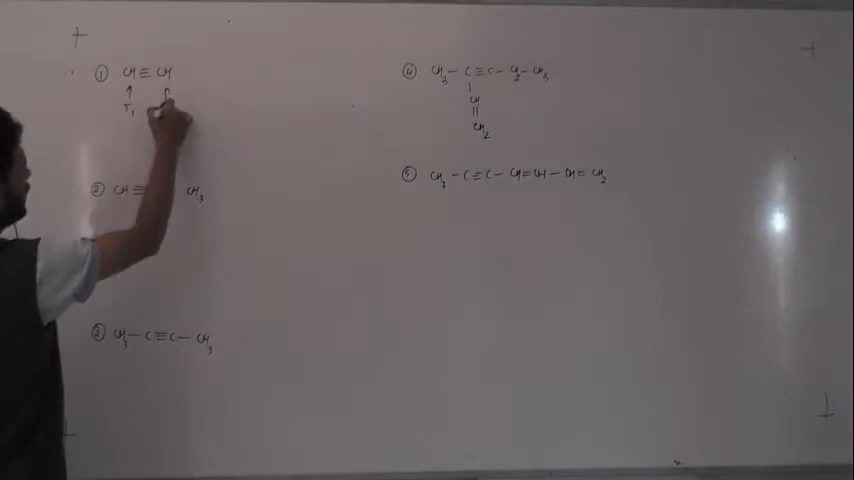 ① CH≡CH
↑ ↑
T₁
② CH≡ CH₃
③ CH₃-C≡C-CH₃
④ CH₃-C≡C-CH₂-CH₃
|
CH
||
CH₂
⑤ CH₃-C≡C-CH=CH-CH=CH₂